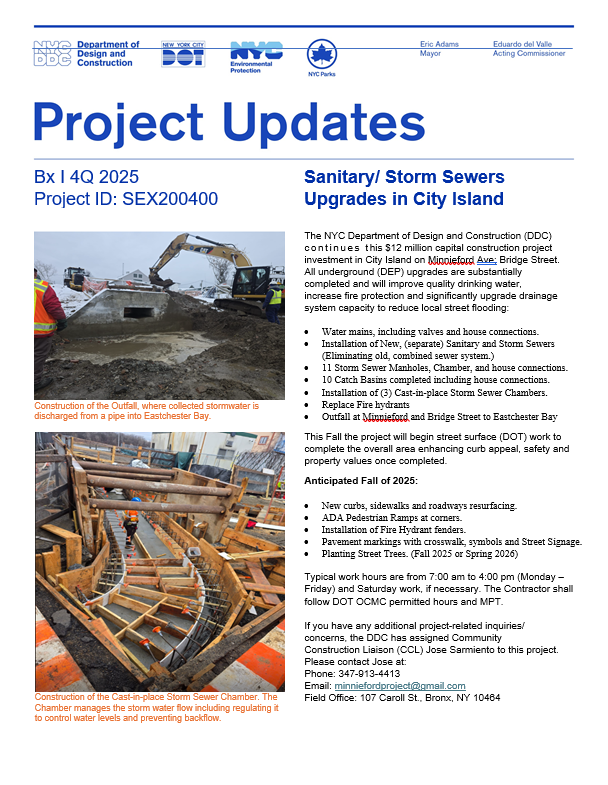 NYC
DDC
Department of
Design and
Construction
NEW YORK CITY
DOT
NYC
Environmental
Protection
NYC Parks
Eric Adams
Mayor
Eduardo del Valle
Acting Commissioner
Project Updates
Bx I 4Q 2025
Project ID: SEX200400
Construction of the Outfall, where collected stormwater is
discharged from a pipe into Eastchester Bay.
Construction of the Cast-in-place Storm Sewer Chamber. The
Chamber manages the storm water flow including regulating it
to control water levels and preventing backflow.
Sanitary/ Storm Sewers
Upgrades in City Island
The NYC Department of Design and Construction (DDC)
continues this $12 million capital construction project
investment in City Island on Minnieford Ave; Bridge Street.
All underground (DEP) upgrades are substantially
completed and will improve quality drinking water,
increase fire protection and significantly upgrade drainage
system capacity to reduce local street flooding:
• Water mains, including valves and house connections.
• Installation of New, (separate) Sanitary and Storm Sewers
(Eliminating old, combined sewer system.)
• 11 Storm Sewer Manholes, Chamber, and house connections.
• 10 Catch Basins completed including house connections.
• Installation of (3) Cast-in-place Storm Sewer Chambers.
• Replace Fire hydrants
• Outfall at Minnieford and Bridge Street to Eastchester Bay
This Fall the project will begin street surface (DOT) work to
complete the overall area enhancing curb appeal, safety and
property values once completed.
Anticipated Fall of 2025:
• New curbs, sidewalks and roadways resurfacing.
• ADA Pedestrian Ramps at corners.
• Installation of Fire Hydrant fenders.
• Pavement markings with crosswalk, symbols and Street Signage.
• Planting Street Trees. (Fall 2025 or Spring 2026)
Typical work hours are from 7:00 am to 4:00 pm (Monday –
Friday) and Saturday work, if necessary. The Contractor shall
follow DOT OCMC permitted hours and MPT.
If you have any additional project-related inquiries/
concerns, the DDC has assigned Community
Construction Liaison (CCL) Jose Sarmiento to this project.
Please contact Jose at:
Phone: 347-913-4413
Email: minniefordproject@gmail.com
Field Office: 107 Caroll St., Bronx, NY 10464